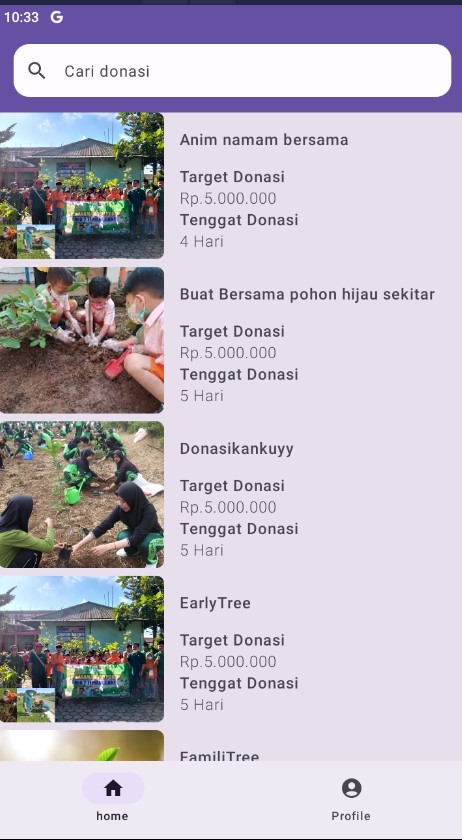 10:33
Cari donasi
Anim namam bersama
Target Donasi
Rp.5.000.000
Tenggat Donasi
4 Hari
Buat Bersama pohon hijau sekitar
Target Donasi
Rp.5.000.000
Tenggat Donasi
5 Hari
Donasikankuyy
Target Donasi
Rp.5.000.000
Tenggat Donasi
5 Hari
EarlyTree
Target Donasi
Rp.5.000.000
Tenggat Donasi
5 Hari
FamiliTree
home
Profile